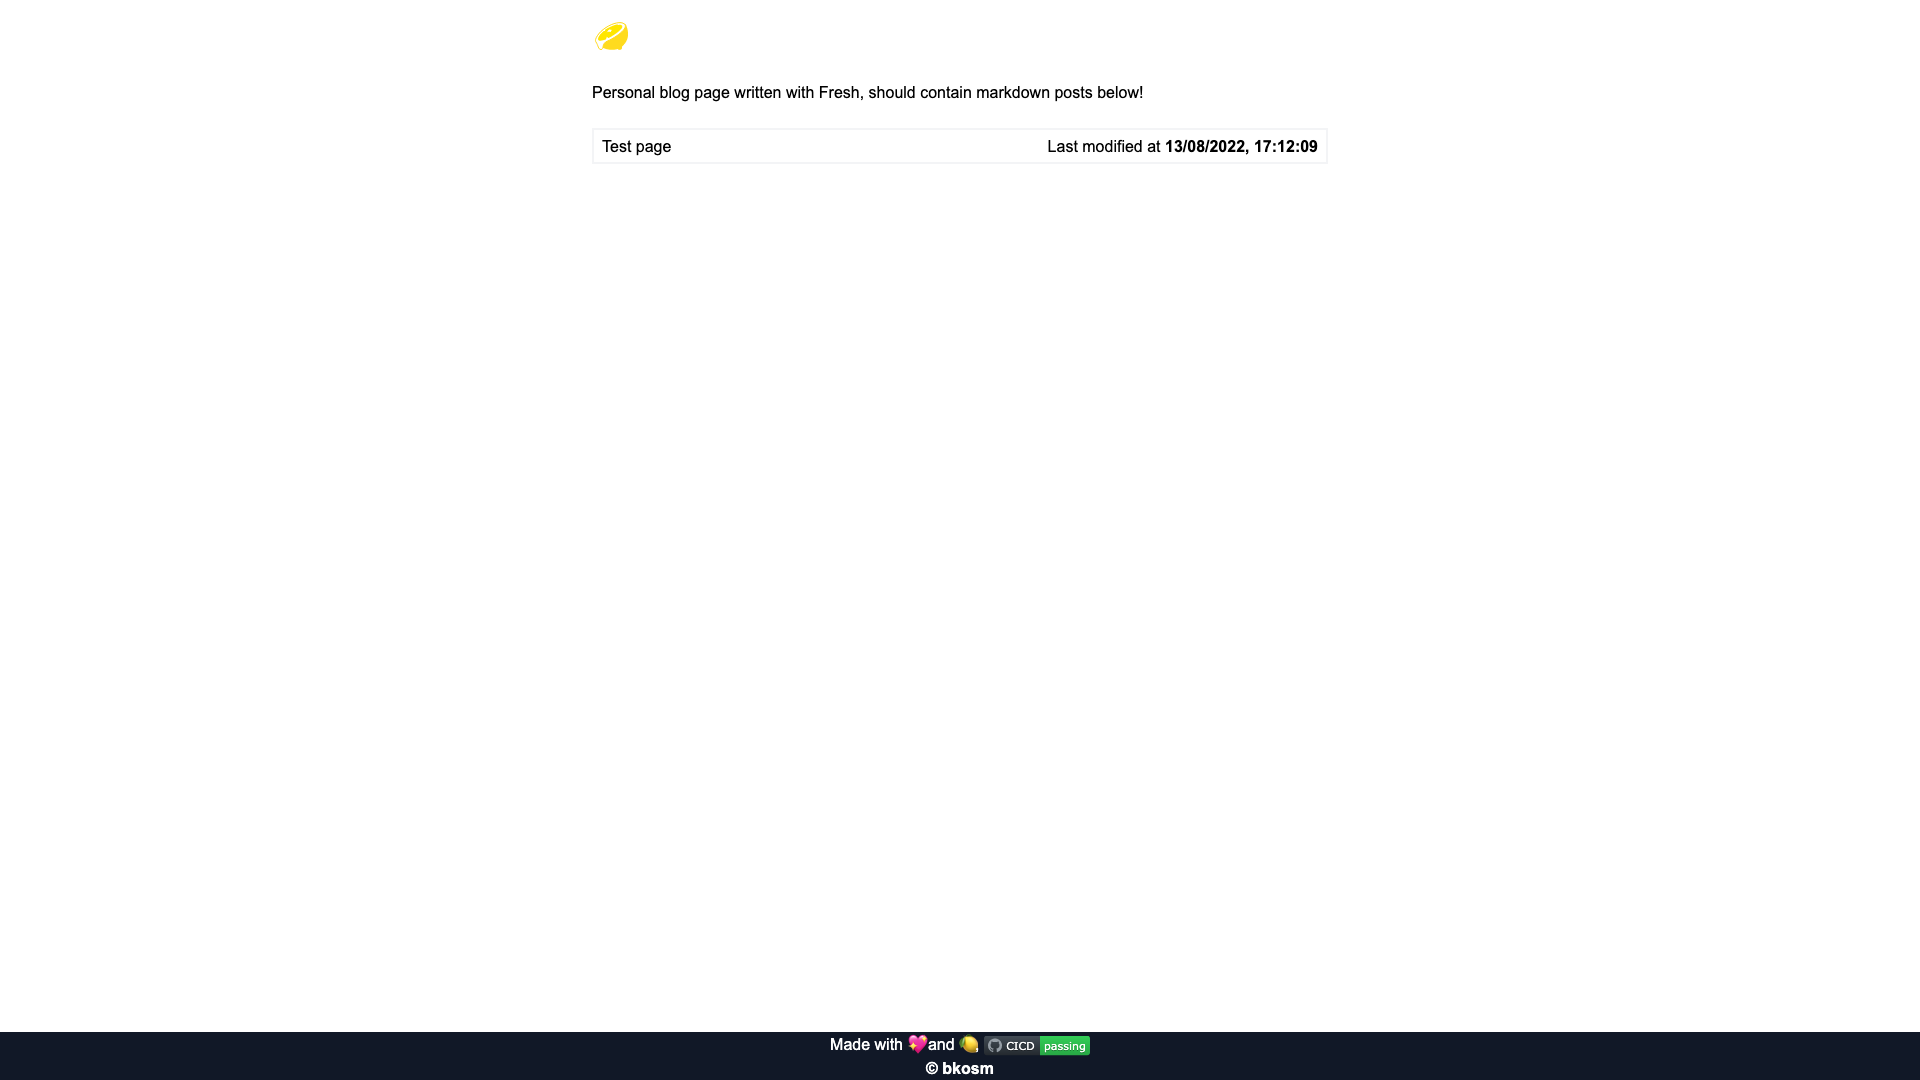 Personal blog page written with Fresh, should contain markdown posts below!
Test page Last modified at 13/08/2022, 17:12:09
Made with 💖and 🍋 CICD passing
© bkosm